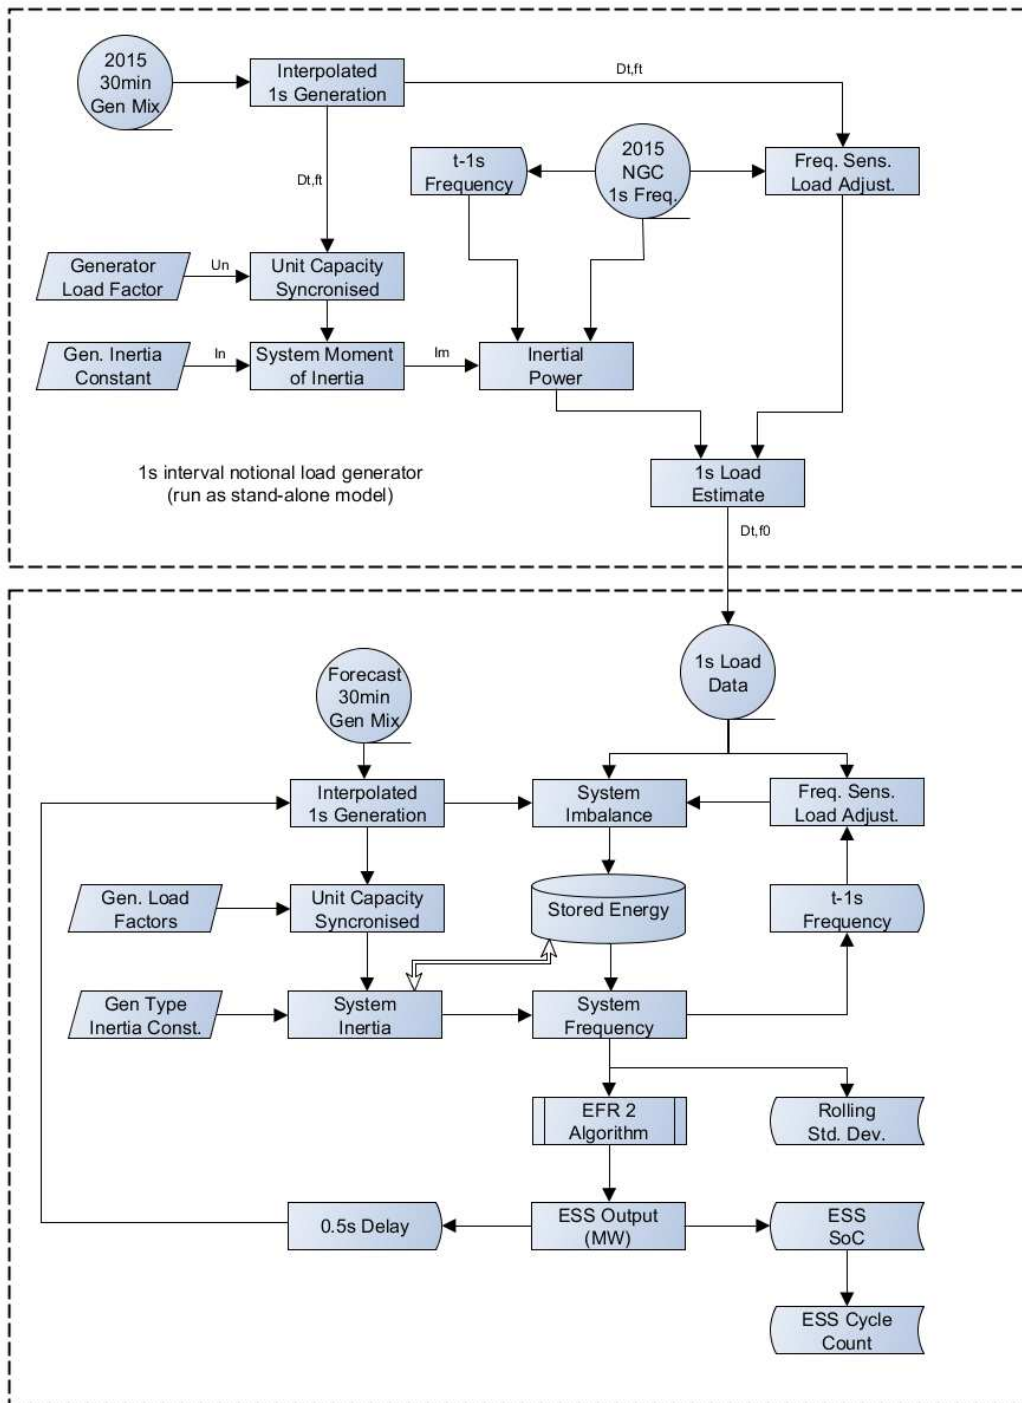 2015
30min
Gen Mix
Interpolated
1s Generation
Dt,ft
Dt,ft
t-1s
Frequency
2015
NGC
1s Freq.
Freq. Sens.
Load Adjust.
Generator
Load Factor
Un
Unit Capacity
Syncronised
Gen. Inertia
Constant
In
System Moment
of Inertia
Im
Inertial
Power
1s interval notional load generator
(run as stand-alone model)
1s Load
Estimate
Dt,f0
1s Load
Data
Forecast
30min
Gen Mix
Interpolated
1s Generation
System
Imbalance
Freq. Sens.
Load Adjust.
Gen. Load
Factors
Unit Capacity
Syncronised
Stored Energy
t-1s
Frequency
Gen Type
Inertia Const.
System
Inertia
System
Frequency
EFR 2
Algorithm
Rolling
Std. Dev.
0.5s Delay
ESS Output
(MW)
ESS
SoC
ESS Cycle
Count